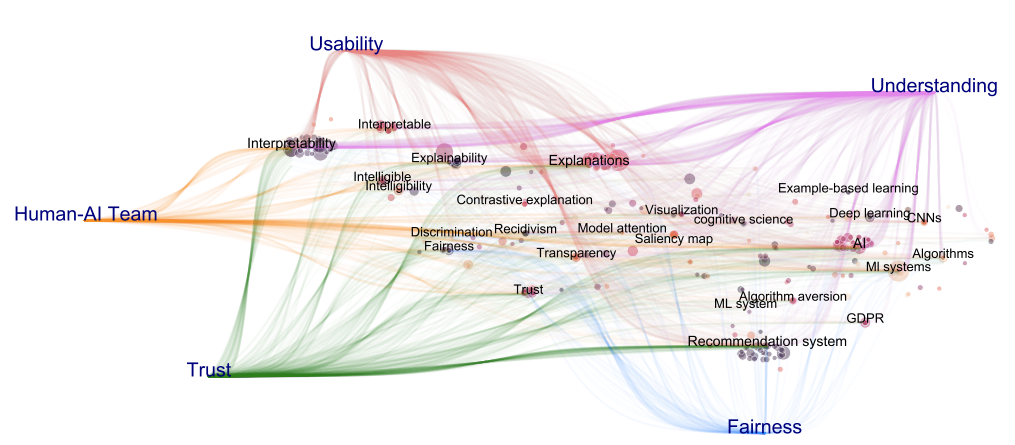 Usability
Understanding
Interpretable
Interpretability
Explainability
Explanations
Intelligible
Intelligibility
Example-based learning
Contrastive explanation
Human-AI Team
Visualization
Deep learning
cognitive science
CNNs
Discrimination
Recidivism
Model attention
Saliency map
Fairness
AI
Transparency
Algorithms
Ml systems
Trust
Algorithm aversion
ML system
GDPR
Recommendation system
Trust
Fairness